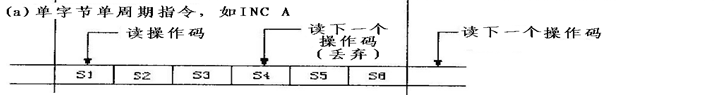 (a)单字节单周期指令, 如INC A
读操作码
读下一个
操作码
(丢弃)
读下一个操作码
S1 S2 S3 S4 S5 S6